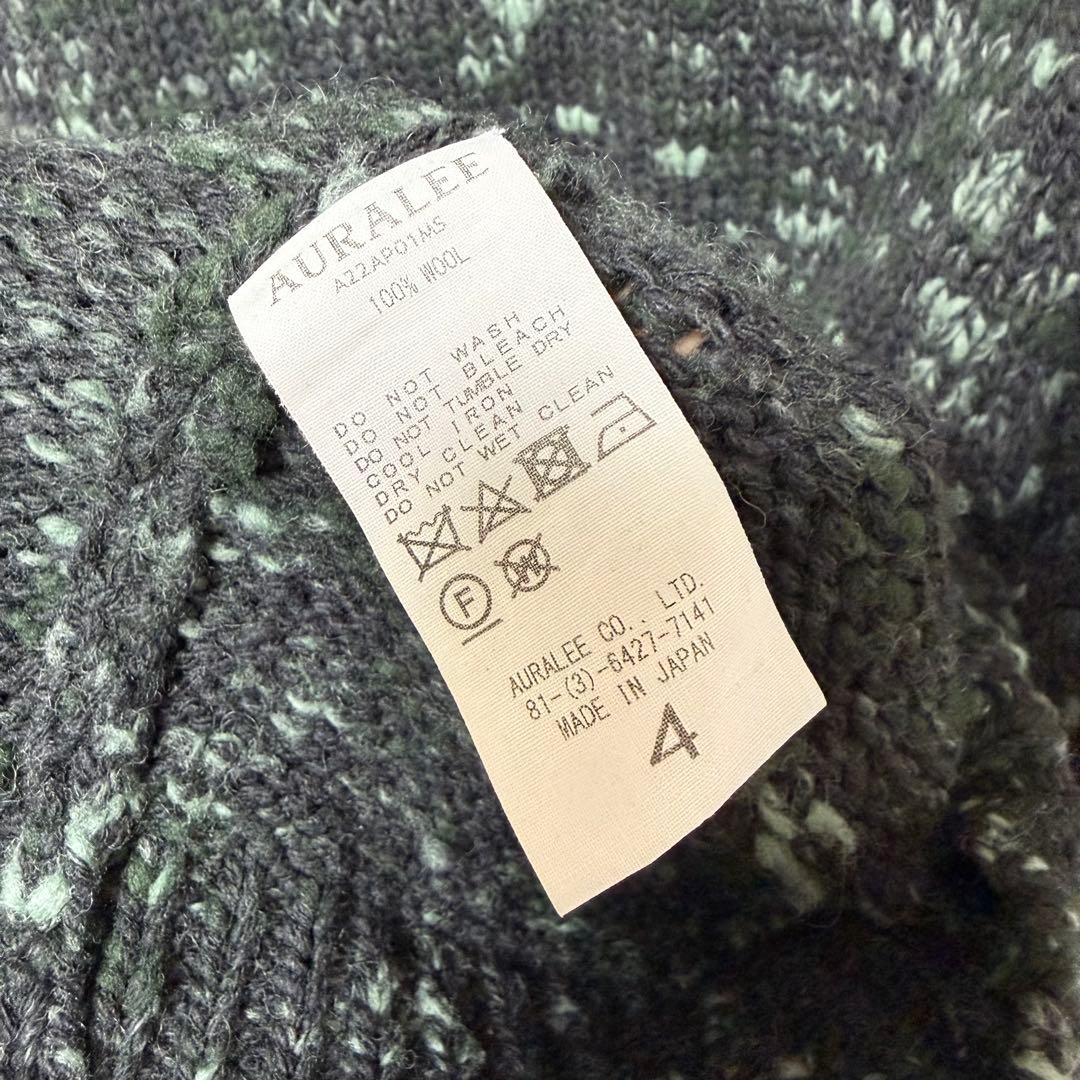 AURALEE
A22AP01MS
100% WOOL
DO NOT WASH
DO NOT BLEACH
DO NOT TUMBLE DRY
COOL IRON
DRY CLEAN
DO NOT WET CLEAN
F
W
AURALEE CO., LTD.
81-(3)-6427-7141
MADE IN JAPAN
4